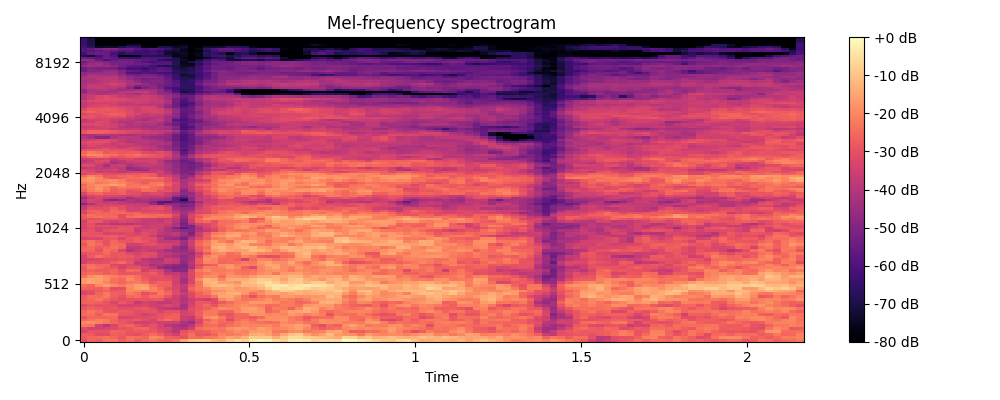 Mel-frequency spectrogram
+0 dB
8192
-10 dB
-20 dB
4096
-30 dB
Hz
2048
-40 dB
-50 dB
1024
-60 dB
512
-70 dB
0
-80 dB
0 0.5 1 1.5 2
Time